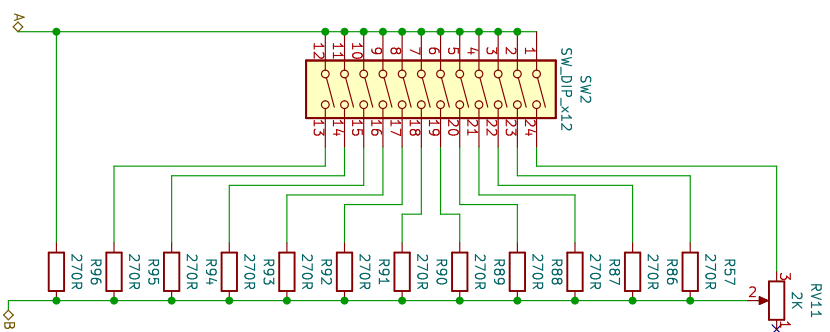 A
12 11 10 9 8 7 6 5 4 3 2 1
SW2
SW_DIP_x12
13 14 15 16 17 18 19 20 21 22 23 24
R96
270R
R95
270R
R94
270R
R93
270R
R92
270R
R91
270R
R90
270R
R89
270R
R88
270R
R87
270R
R86
270R
R57
270R
RV11
2K
3
2
1
B